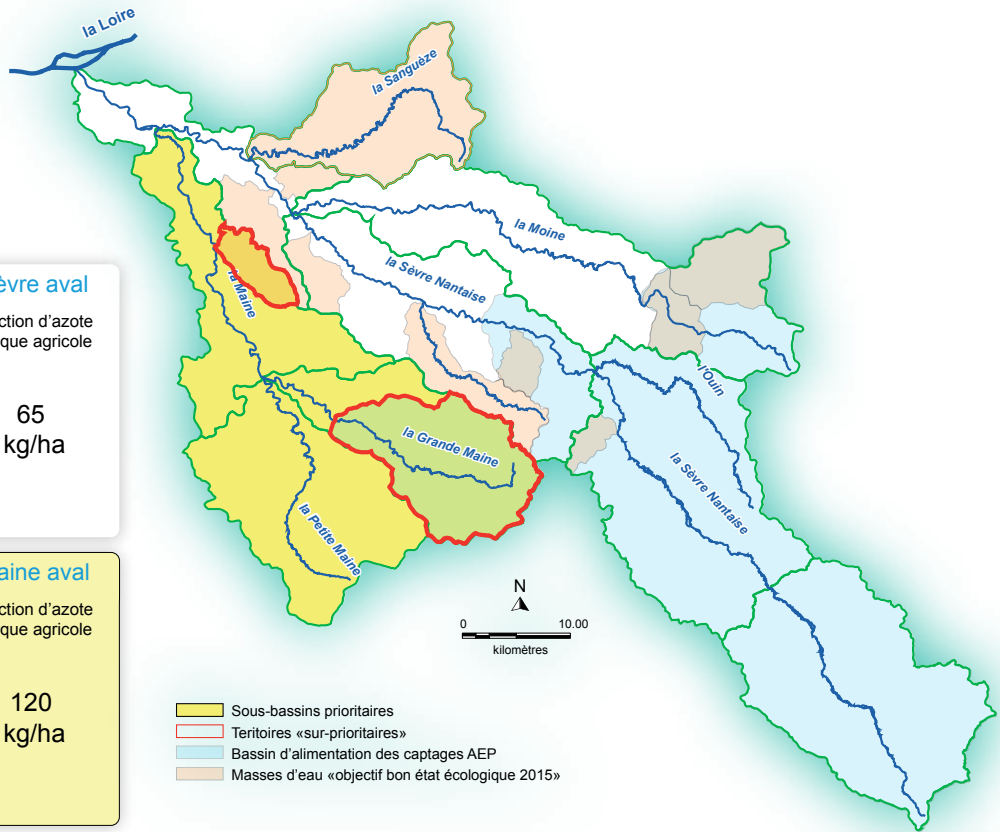 la Loire
la Sanguèze
la Moine
la Sèvre Nantaise
la Maine
l'Ouin
la Grande Maine
la Sèvre Nantaise
la Petite Maine
èvre aval
ction d'azote
que agricole
65
kg/ha
aine aval
ction d'azote
que agricole
120
kg/ha
N
0 10.00
kilomètres
Sous-bassins prioritaires
Teritoires «sur-prioritaires»
Bassin d'alimentation des captages AEP
Masses d'eau «objectif bon état écologique 2015»